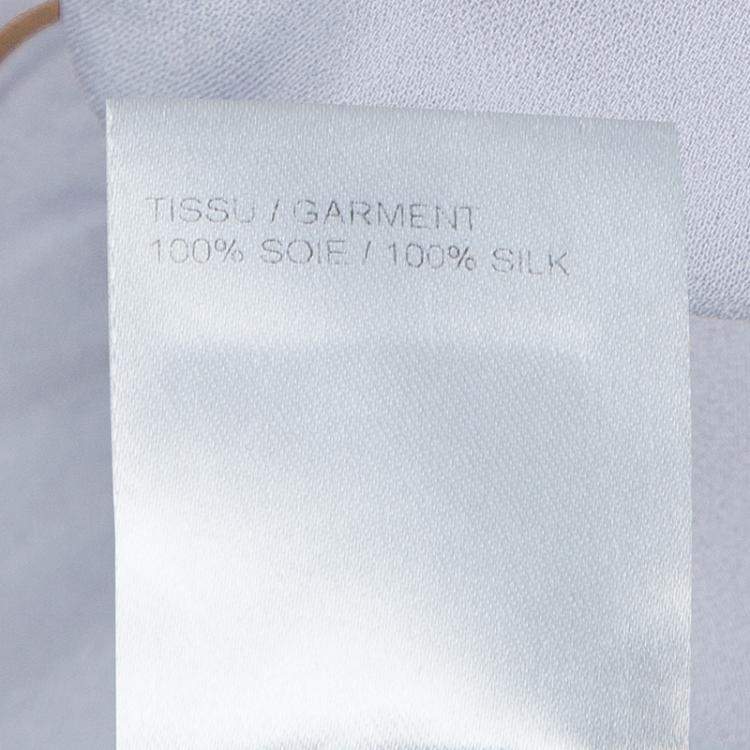 TISSU / GARMENT
100% SOIE / 100% SILK